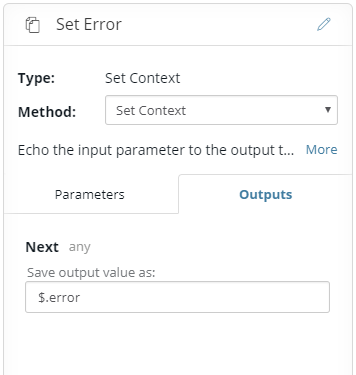 Set Error
Type: Set Context
Method: Set Context
Echo the input parameter to the output t... More
Parameters Outputs
Next any
Save output value as:
$.error